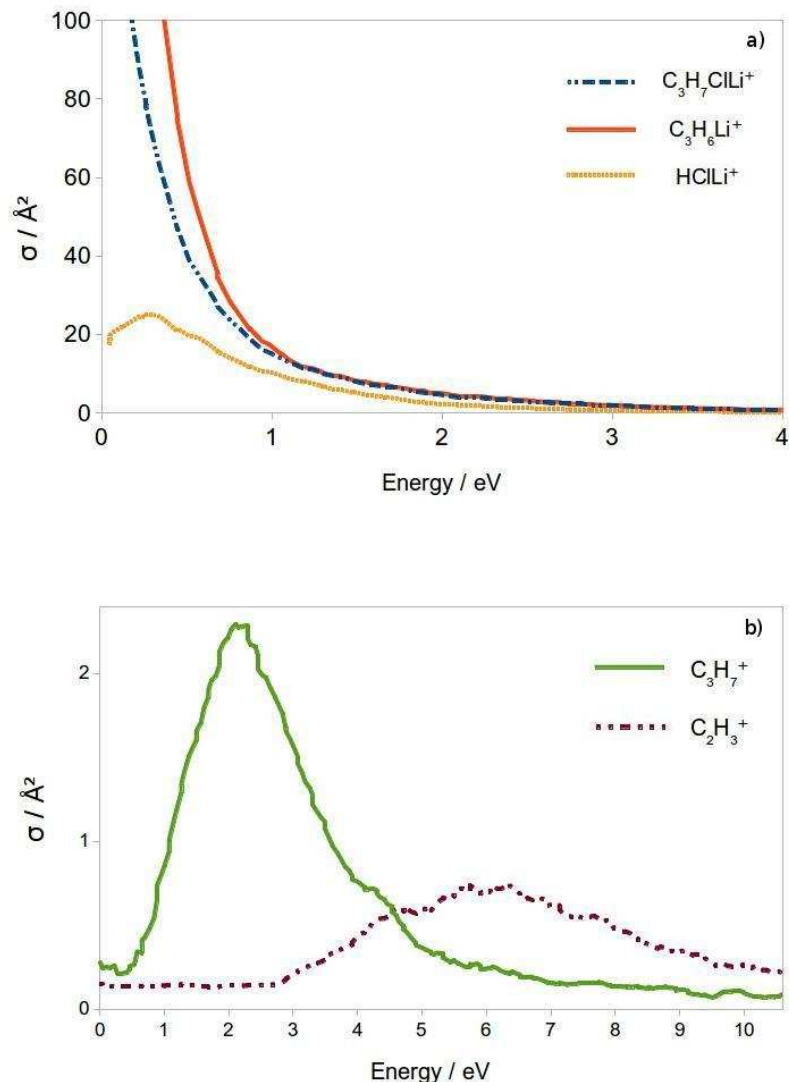 a)
100
80
60
40
20
0
σ / Å²
C₃H₇ClLi⁺
C₃H₆Li⁺
HClLi⁺
0 1 2 3 4
Energy / eV
b)
2
1
0
σ / Å²
C₃H₇⁺
C₂H₃⁺
0 1 2 3 4 5 6 7 8 9 10
Energy / eV